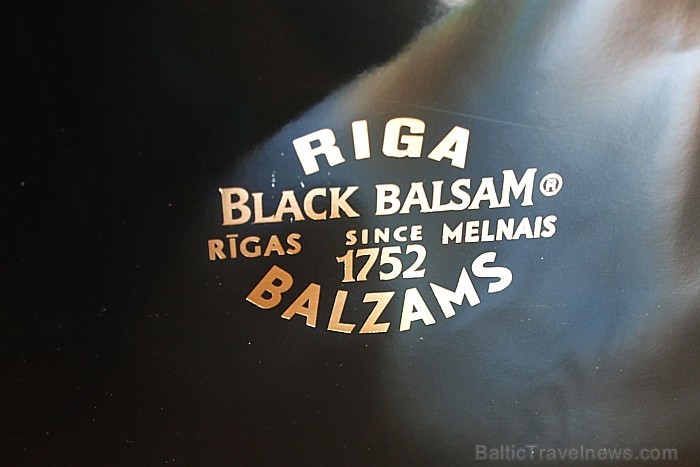 RIGA
BLACK BALSAM®
RĪGAS SINCE MELNAIS
1752
BALZAMS
BalticTravelnews.com